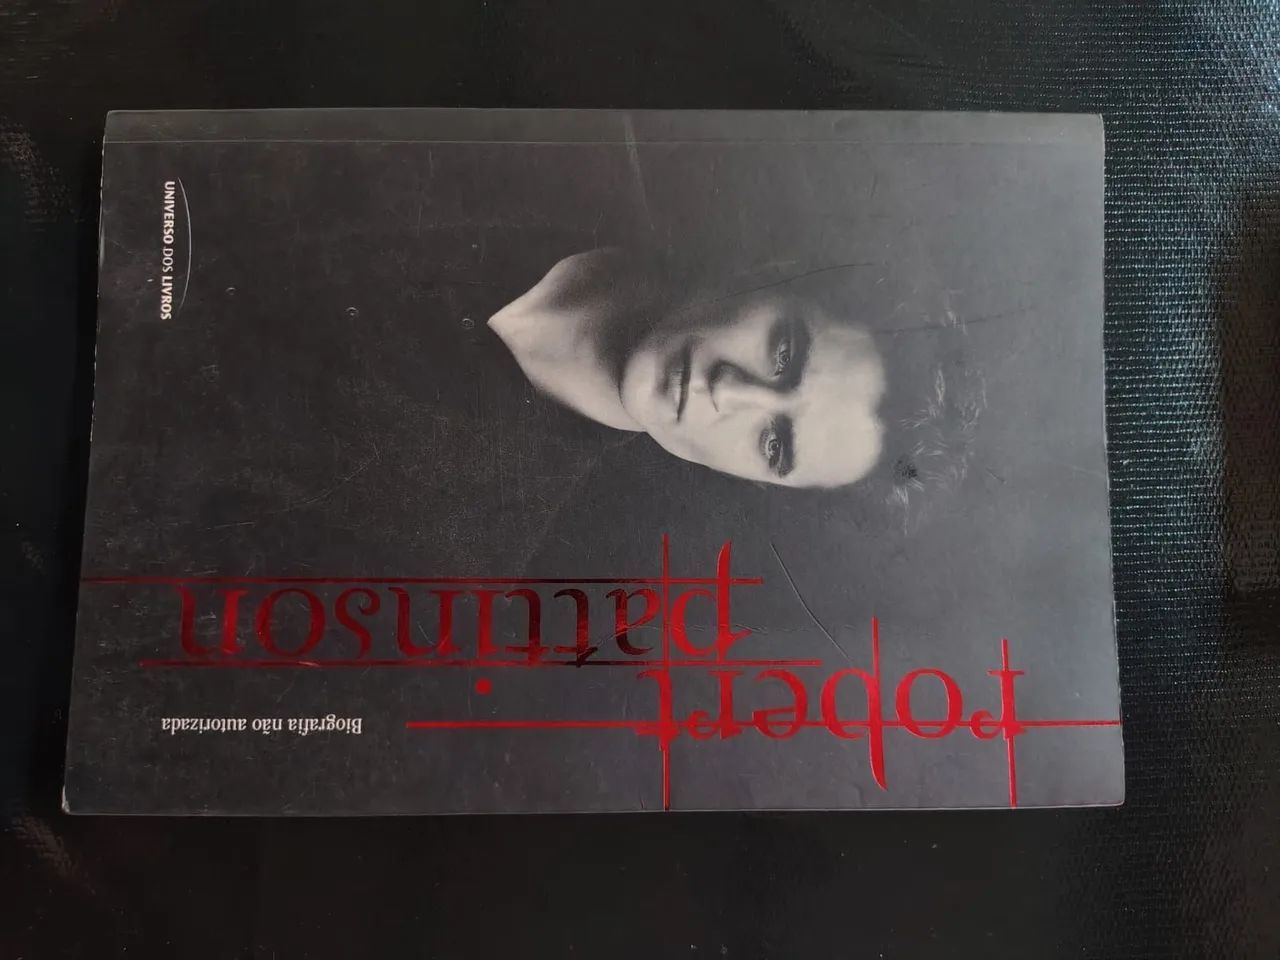 robert
pattinson
Biografia não autorizada
UNIVERSO DOS LIVROS